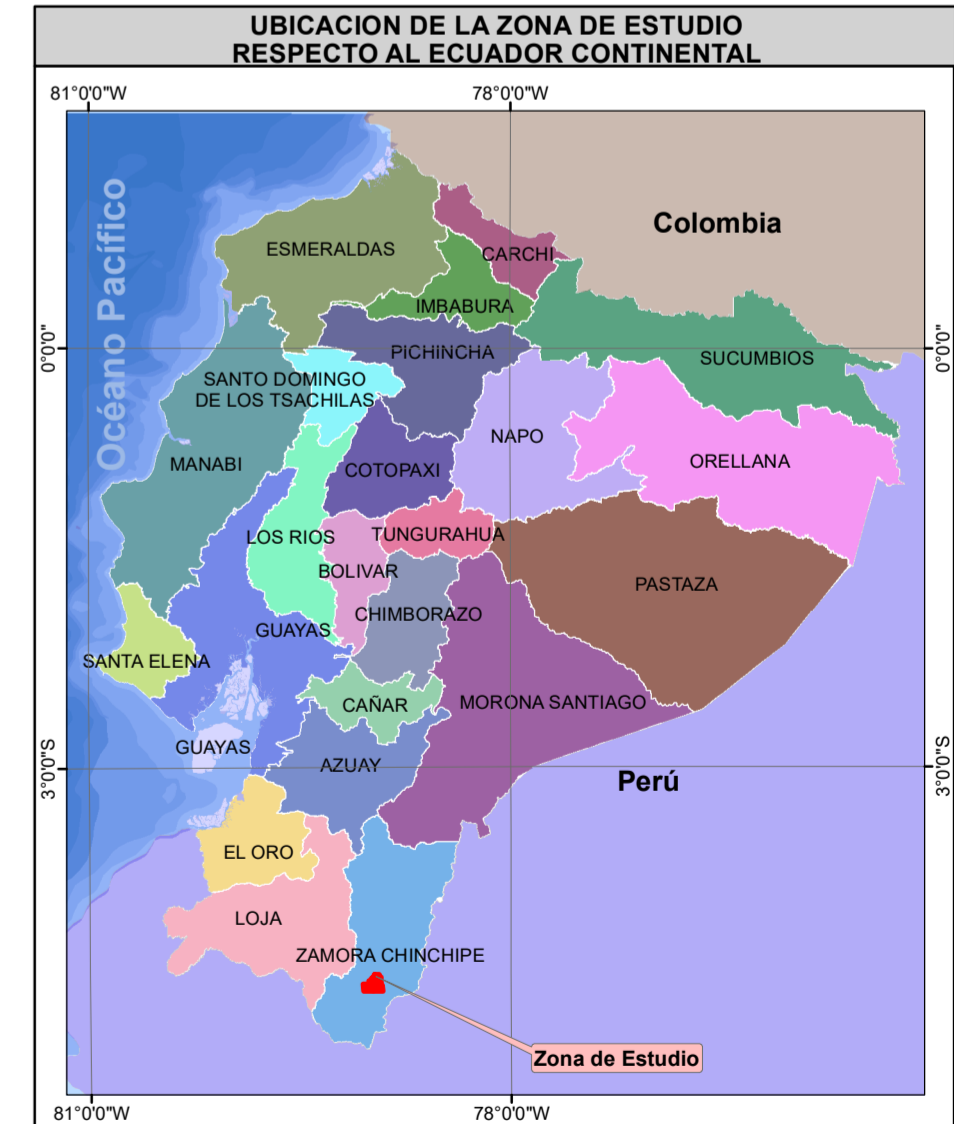 UBICACION DE LA ZONA DE ESTUDIO
RESPECTO AL ECUADOR CONTINENTAL
81°0'0"W
78°0'0"W
Océano Pacífico
Colombia
ESMERALDAS
CARCHI
IMBABURA
0°0'0"
PICHINCHA
SUCUMBIOS
0°0'0"
SANTO DOMINGO
DE LOS TSACHILAS
NAPO
MANABI
COTOPAXI
ORELLANA
LOS RIOS
TUNGURAHUA
BOLIVAR
PASTAZA
CHIMBORAZO
GUAYAS
SANTA ELENA
CAÑAR
MORONA SANTIAGO
GUAYAS
3°0'0"S
AZUAY
Perú
3°0'0"S
EL ORO
LOJA
ZAMORA CHINCHIPE
Zona de Estudio
81°0'0"W
78°0'0"W